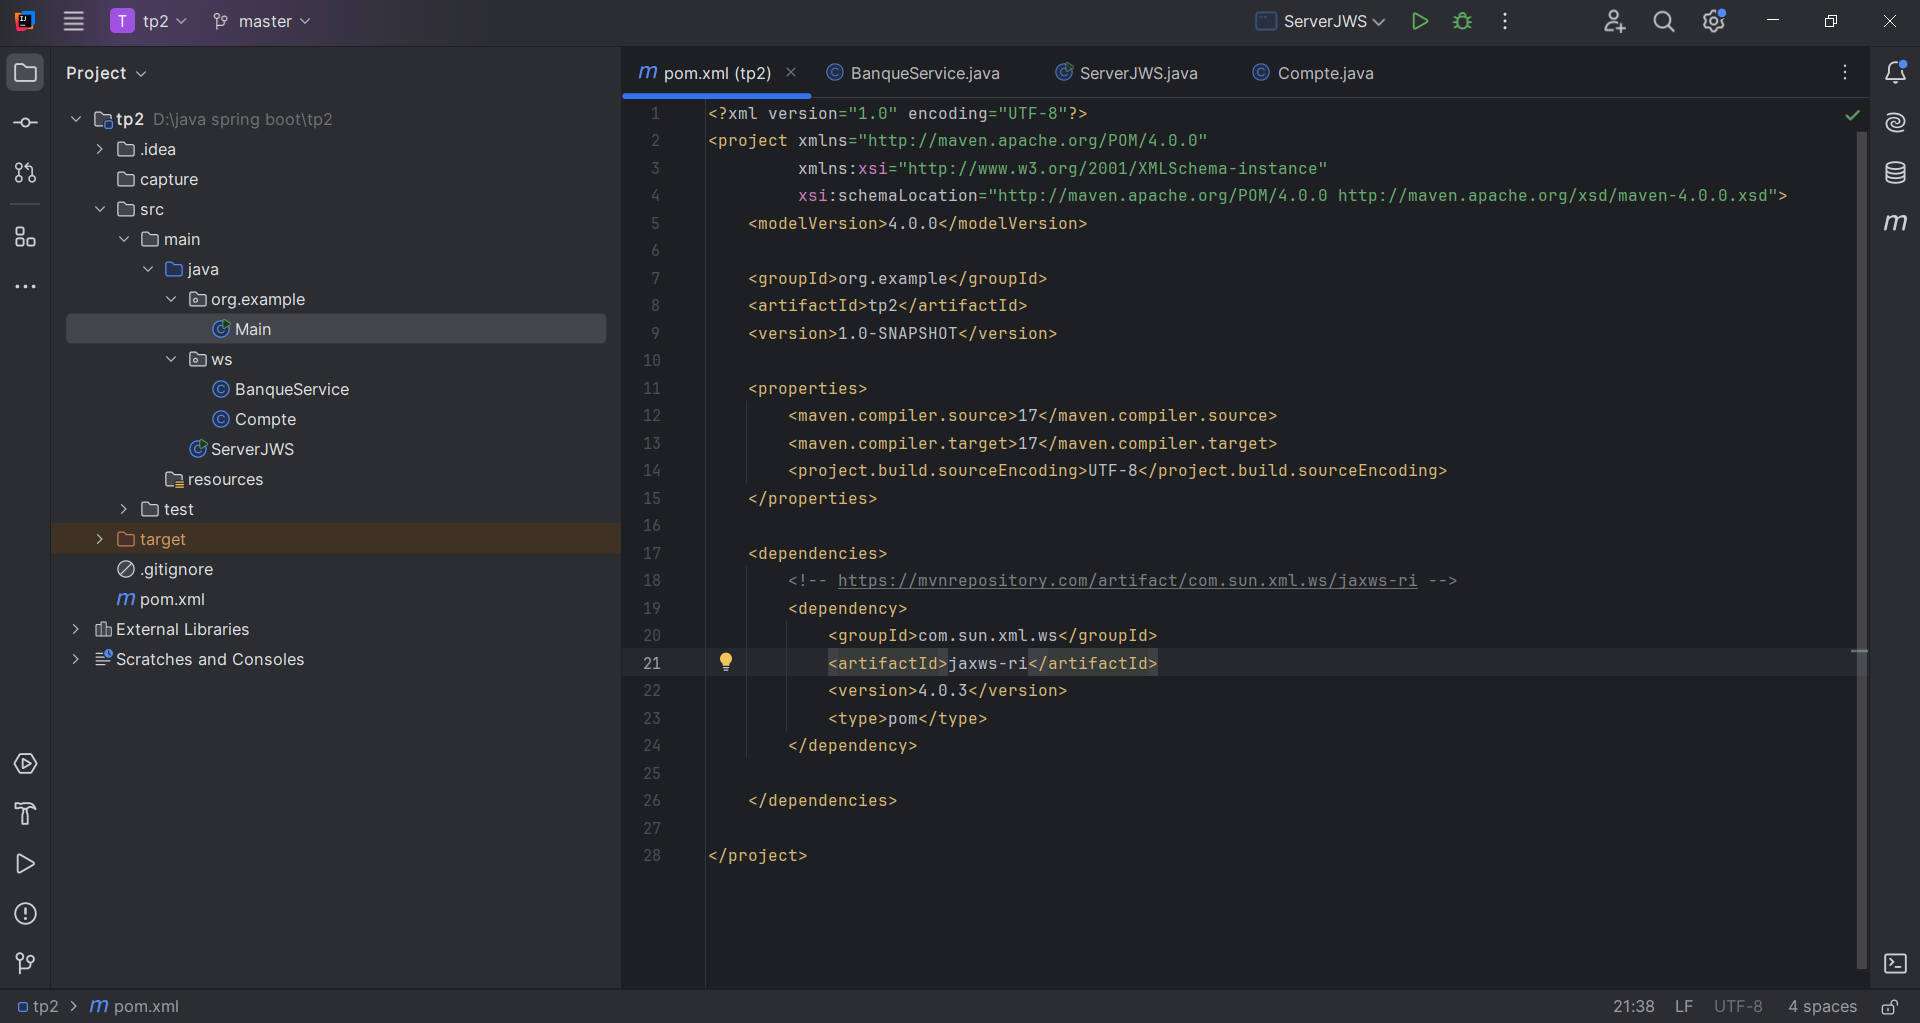 T tp2 master ServerJWS
Project
tp2 D:\java spring boot\tp2
.idea
capture
src
main
java
org.example
Main
ws
BanqueService
Compte
ServerJWS
resources
test
target
.gitignore
pom.xml
External Libraries
Scratches and Consoles
pom.xml (tp2) BanqueService.java ServerJWS.java Compte.java
1 <?xml version="1.0" encoding="UTF-8"?>
2 <project xmlns="http://maven.apache.org/POM/4.0.0"
3 xmlns:xsi="http://www.w3.org/2001/XMLSchema-instance"
4 xsi:schemaLocation="http://maven.apache.org/POM/4.0.0 http://maven.apache.org/xsd/maven-4.0.0.xsd">
5 <modelVersion>4.0.0</modelVersion>
6
7 <groupId>org.example</groupId>
8 <artifactId>tp2</artifactId>
9 <version>1.0-SNAPSHOT</version>
10
11 <properties>
12 <maven.compiler.source>17</maven.compiler.source>
13 <maven.compiler.target>17</maven.compiler.target>
14 <project.build.sourceEncoding>UTF-8</project.build.sourceEncoding>
15 </properties>
16
17 <dependencies>
18 <!-- https://mvnrepository.com/artifact/com.sun.xml.ws/jaxws-ri -->
19 <dependency>
20 <groupId>com.sun.xml.ws</groupId>
21 <artifactId>jaxws-ri</artifactId>
22 <version>4.0.3</version>
23 <type>pom</type>
24 </dependency>
25
26 </dependencies>
27
28 </project>
tp2 > m pom.xml 21:38 LF UTF-8 4 spaces